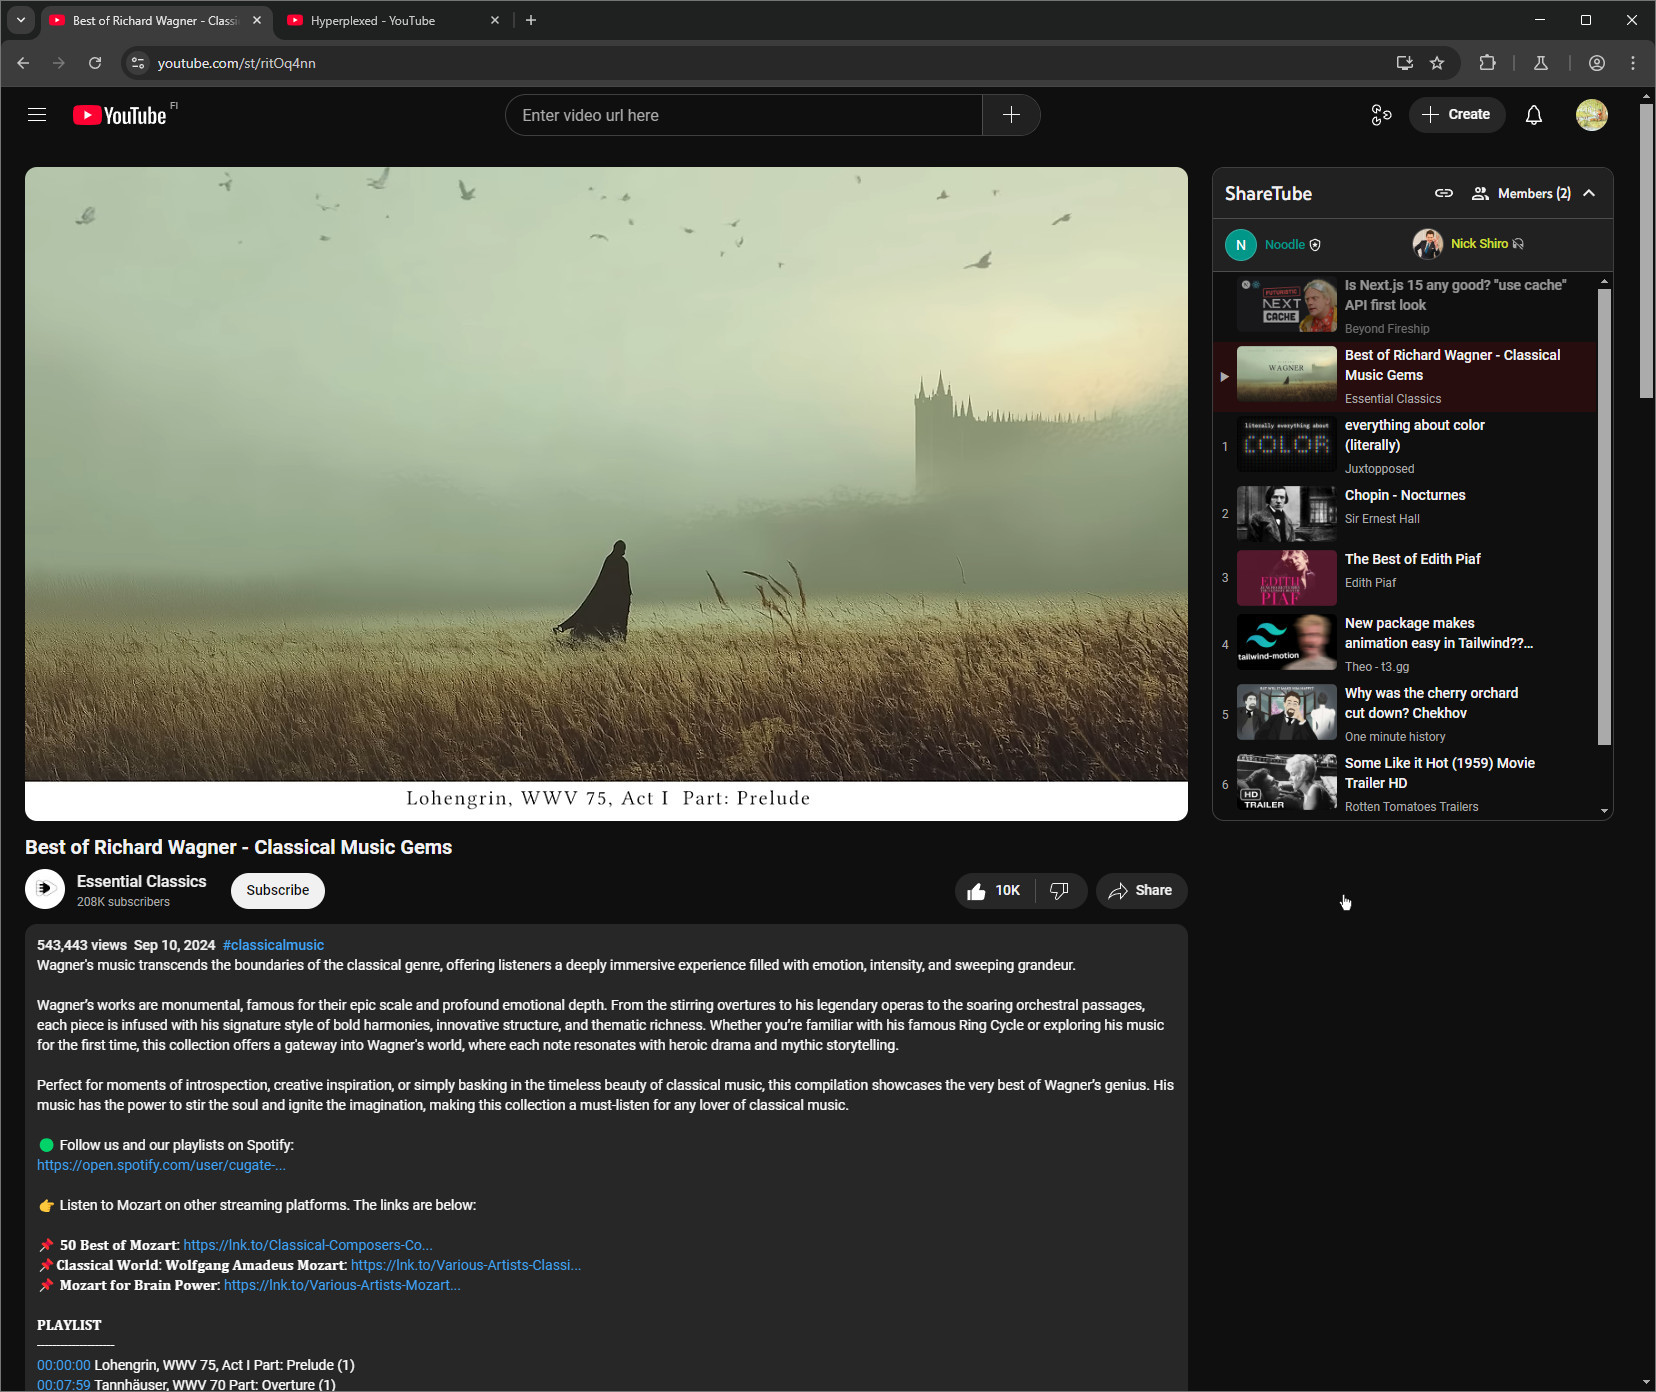 Best of Richard Wagner - Classi
Hyperplexed - YouTube
youtube.com/st/ritOq4nn
YouTube FI
Enter video url here
Create
ShareTube
Members (2)
N Noodle
Nick Shiro
FUTURISTIC
NEXT
CACHE
Is Next.js 15 any good? "use cache"
API first look
Beyond Fireship
WAGNER
Best of Richard Wagner - Classical
Music Gems
Essential Classics
1
literally everything about
COLOR
everything about color
(literally)
Juxtopposed
2
Chopin - Nocturnes
Sir Ernest Hall
3
EDITH
PIAF
The Best of Edith Piaf
Edith Piaf
4
tailwind-motion
New package makes
animation easy in Tailwind??...
Theo - t3.gg
5
Why was the cherry orchard
cut down? Chekhov
One minute history
6
HD
TRAILER
Some Like it Hot (1959) Movie
Trailer HD
Rotten Tomatoes Trailers
Lohengrin, WWV 75, Act I Part: Prelude
Best of Richard Wagner - Classical Music Gems
Essential Classics
208K subscribers
Subscribe
10K
Share
543,443 views Sep 10, 2024 #classicalmusic
Wagner's music transcends the boundaries of the classical genre, offering listeners a deeply immersive experience filled with emotion, intensity, and sweeping grandeur.
Wagner's works are monumental, famous for their epic scale and profound emotional depth. From the stirring overtures to his legendary operas to the soaring orchestral passages,
each piece is infused with his signature style of bold harmonies, innovative structure, and thematic richness. Whether you're familiar with his famous Ring Cycle or exploring his music
for the first time, this collection offers a gateway into Wagner's world, where each note resonates with heroic drama and mythic storytelling.
Perfect for moments of introspection, creative inspiration, or simply basking in the timeless beauty of classical music, this compilation showcases the very best of Wagner's genius. His
music has the power to stir the soul and ignite the imagination, making this collection a must-listen for any lover of classical music.
🟢 Follow us and our playlists on Spotify:
https://open.spotify.com/user/cugate-...
👉 Listen to Mozart on other streaming platforms. The links are below:
📌 50 Best of Mozart: https://lnk.to/Classical-Composers-Co...
📌 Classical World: Wolfgang Amadeus Mozart: https://lnk.to/Various-Artists-Classi...
📌 Mozart for Brain Power: https://lnk.to/Various-Artists-Mozart...
PLAYLIST
00:00:00 Lohengrin, WWV 75, Act I Part: Prelude (1)
00:07:59 Tannhäuser, WWV 70 Part: Overture (1)